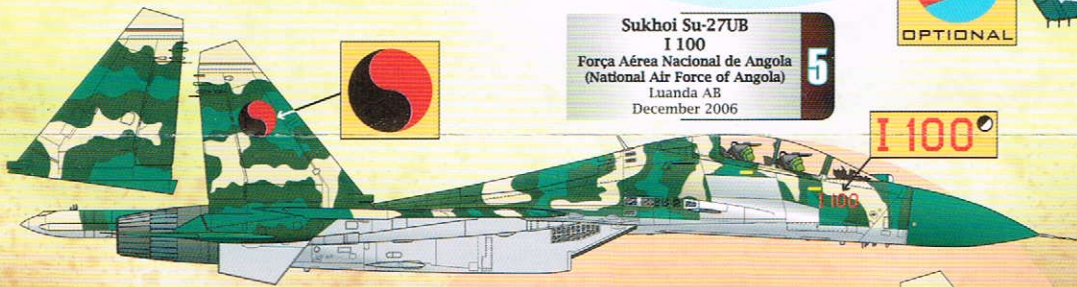 Sukhoi Su-27UB
I 100
Força Aérea Nacional de Angola
(National Air Force of Angola)
Luanda AB
December 2006
5
OPTIONAL
I 100
I 100